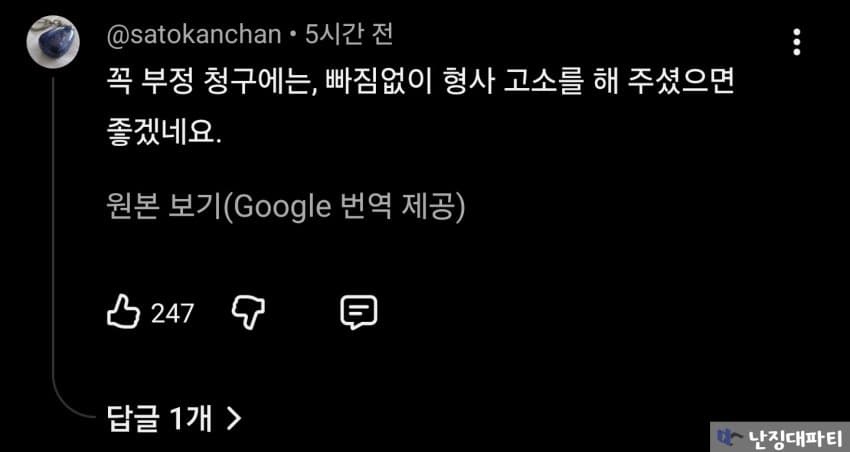 @satokanchan • 5시간 전
꼭 부정 청구에는, 빠짐없이 형사 고소를 해 주셨으면
좋겠네요.
원본 보기(Google 번역 제공)
247
답글 1개
난징대파티